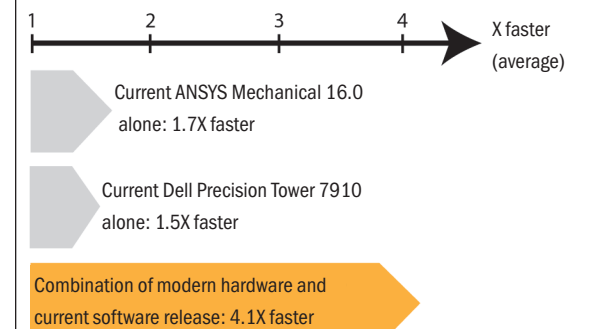 1 2 3 4
X faster
(average)
Current ANSYS Mechanical 16.0
alone: 1.7X faster
Current Dell Precision Tower 7910
alone: 1.5X faster
Combination of modern hardware and
current software release: 4.1X faster